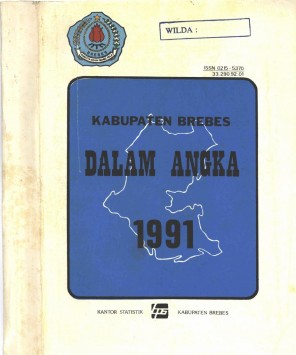 WILDA :
ISSN 0215-5370
33.290.92.01
KABUPATEN BREBES
DALAM ANGKA
1991
KANTOR STATISTIK
KABUPATEN BREBES